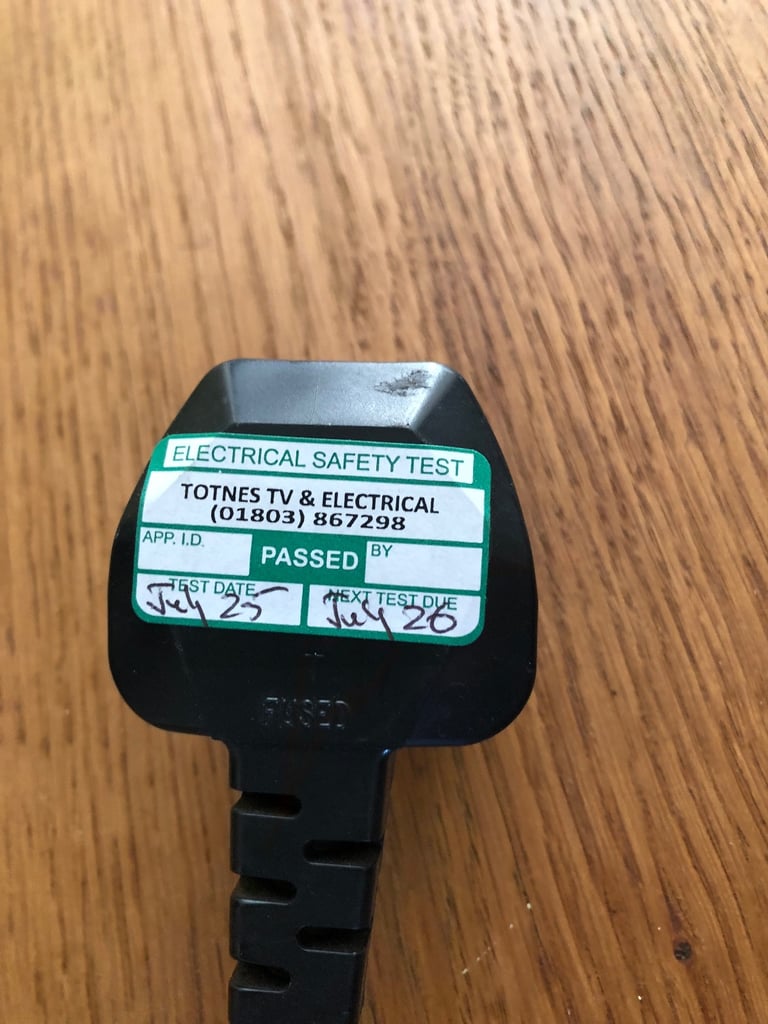 ELECTRICAL SAFETY TEST
TOTNES TV & ELECTRICAL
(01803) 867298
APP. I.D.
PASSED
BY
TEST DATE
July 25
NEXT TEST DUE
July 26
FUSED